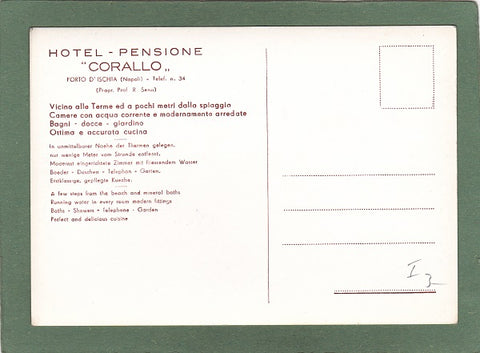 HOTEL - PENSIONE
"CORALLO„
PORTO D'ISCHIA (Napoli) - Telef. n. 34
(Propr. Prof. R. Senis)
Vicino alle Terme ed a pochi metri dalla spiaggia
Camere con acqua corrente e modernamente arredate
Bagni - docce - giardino
Ottima e accurata cucina
In unmittelbarer Naehe der Thermen gelegen,
nur wenige Meter vom Strande entfernt.
Modernst eingerichtete Zimmer mit fliessendem Wasser
Baeder - Duschen - Telephon - Garten.
Erstklassige, gepflegte Kueche.
A few steps from the beach and mineral baths
Running water in every room modern fittings
Baths - Showers - Telephone - Garden
Perfect and delicious cuisine
I
3